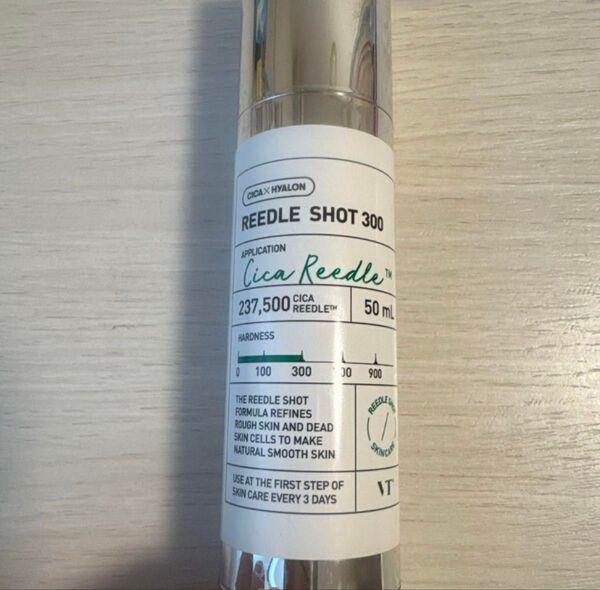 CICA×HYALON
REEDLE SHOT 300
APPLICATION
Cica Reedle™
237,500 CICA REEDLE™
50 mL
HARDNESS
0 100 300 900
THE REEDLE SHOT
FORMULA REFINES
ROUGH SKIN AND DEAD
SKIN CELLS TO MAKE
NATURAL SMOOTH SKIN
REEDLE SHOT
SKINCARE
USE AT THE FIRST STEP OF
SKIN CARE EVERY 3 DAYS
VT